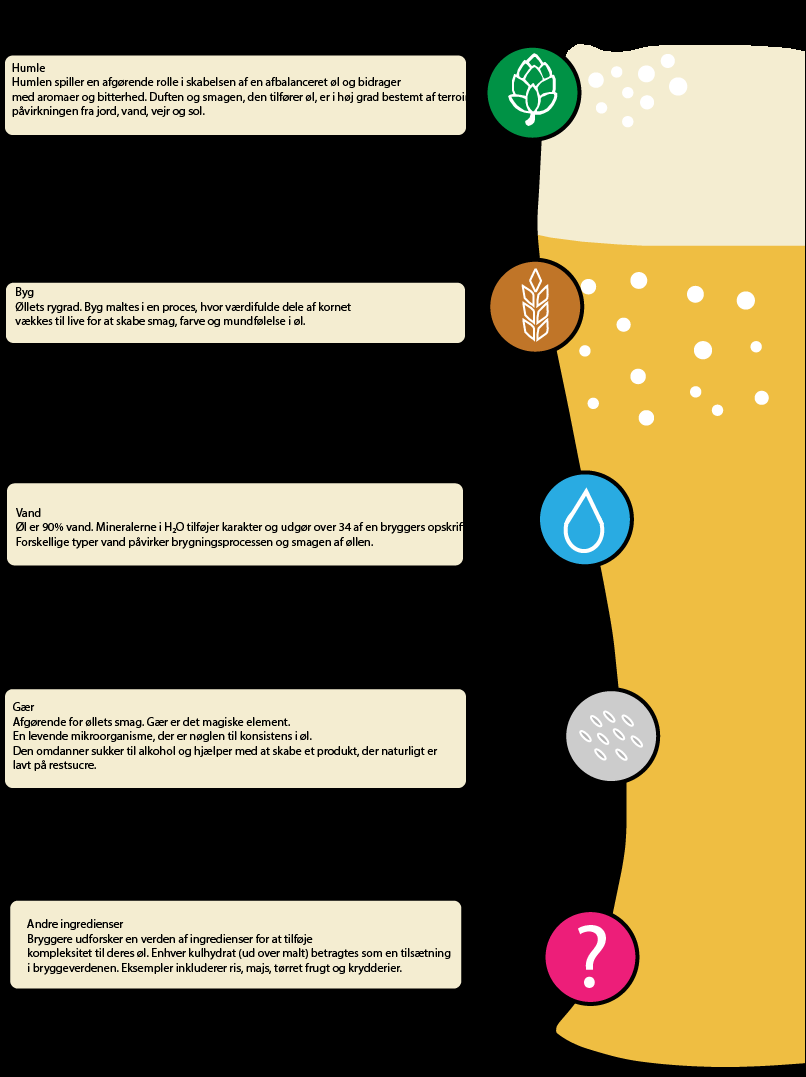 Humle
Humlen spiller en afgørende rolle i skabelsen af en afbalanceret øl og bidrager
med aromaer og bitterhed. Duften og smagen, den tilfører øl, er i høj grad bestemt af
påvirkningen fra jord, vand, vejr og sol.
Byg
Øllets rygrad. Byg maltes i en proces, hvor værdifulde dele af kornet
vækkes til live for at skabe smag, farve og mundfølelse i øl.
Vand
Øl er 90% vand. Mineralerne i H₂O tilføjer karakter og udgør over 34 af en bryggers
Forskellige typer vand påvirker brygningsprocessen og smagen af øllen.
Gær
Afgørende for øllets smag. Gær er det magiske element.
En levende mikroorganisme, der er nøglen til konsistens i øl.
Den omdanner sukker til alkohol og hjælper med at skabe et produkt, der naturligt er
lavt på restsucre.
Andre ingredienser
Bryggere udforsker en verden af ingredienser for at tilføje
kompleksitet til deres øl. Enhver kulhydrat (ud over malt) betragtes som en tilsætning
i bryggeverdenen. Eksempler inkluderer ris, majs, tørret frugt og krydderier.
?